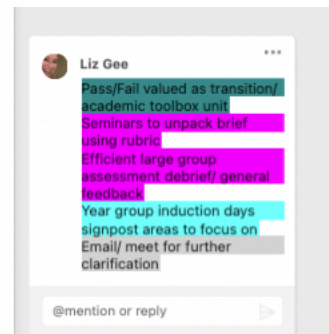 Liz Gee
Pass/Fail valued as transition/
academic toolbox unit
Seminars to unpack brief
using rubric
Efficient large group
assessment debrief/ general
feedback
Year group induction days
signpost areas to focus on
Email/ meet for further
clarification
@mention or reply